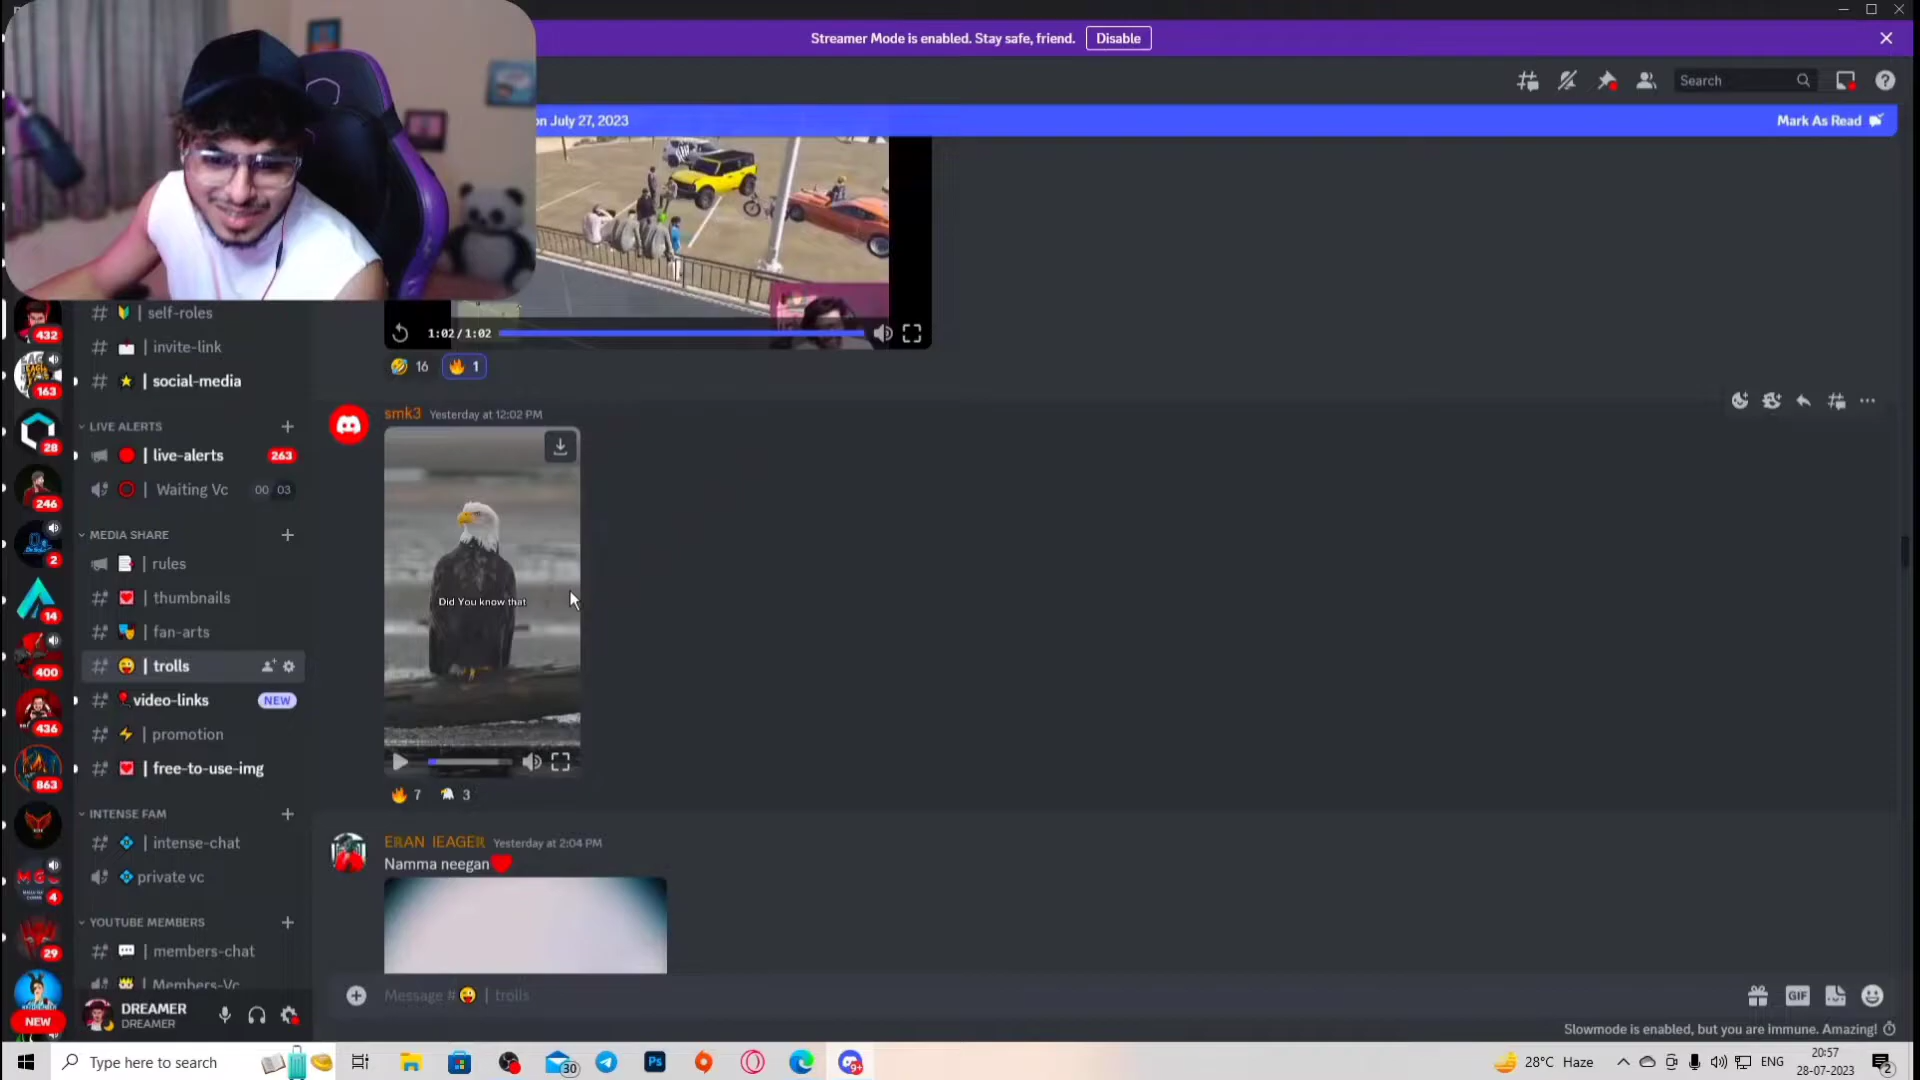 Streamer Mode is enabled. Stay safe, friend. Disable
Search
on July 27, 2023 Mark As Read
1:02/1:02
16 1
432
163
28
246
2
14
400
436
863
4
29
NEW
| self-roles
| invite-link
| social-media
LIVE ALERTS
| live-alerts 263
| Waiting Vc 00 03
MEDIA SHARE
| rules
| thumbnails
| fan-arts
| trolls
video-links NEW
| promotion
| free-to-use-img
INTENSE FAM
| intense-chat
private vc
YOUTUBE MEMBERS
| members-chat
| Members-Vc
DREAMER
DREAMER
smk3 Yesterday at 12:02 PM
Did You know that
7 3
ERAN IEAGER Yesterday at 2:04 PM
Namma neegan
Message # | trolls
GIF
Slowmode is enabled, but you are immune. Amazing!
Type here to search
30
Ps
9+
28°C Haze
ENG
20:57
28-07-2023
2